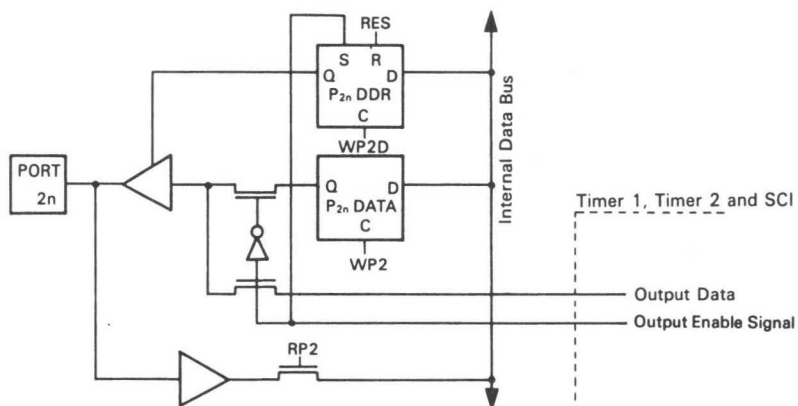 RES
S R
Q D
P2n DDR
C
WP2D
Internal Data Bus
PORT
2n
Q D
P2n DATA
C
WP2
Timer 1, Timer 2 and SCI
Output Data
Output Enable Signal
RP2